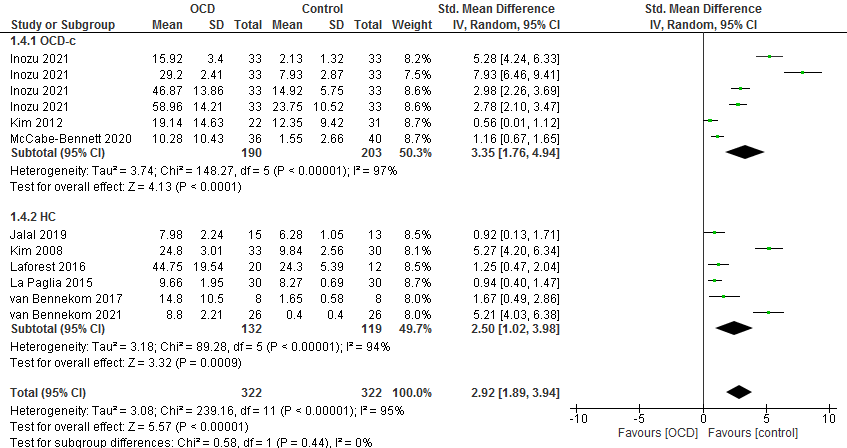 OCD Control Std. Mean Difference Std. Mean Difference
Study or Subgroup Mean SD Total Mean SD Total Weight IV, Random, 95% CI IV, Random, 95% CI
1.4.1 OCD-c
Inozu 2021 15.92 3.4 33 2.13 1.32 33 8.2% 5.28 [4.24, 6.33]
Inozu 2021 29.2 2.41 33 7.93 2.87 33 7.5% 7.93 [6.46, 9.41]
Inozu 2021 46.87 13.86 33 14.92 5.75 33 8.6% 2.98 [2.26, 3.69]
Inozu 2021 58.96 14.21 33 23.75 10.52 33 8.6% 2.78 [2.10, 3.47]
Kim 2012 19.14 14.63 22 12.35 9.42 31 8.7% 0.56 [0.01, 1.12]
McCabe-Bennett 2020 10.28 10.43 36 1.55 2.66 40 8.8% 1.16 [0.67, 1.65]
Subtotal (95% CI) 190 203 50.3% 3.35 [1.76, 4.94]
Heterogeneity: Tau² = 3.74; Chi² = 148.27, df = 5 (P < 0.00001); I² = 97%
Test for overall effect: Z = 4.13 (P < 0.0001)
1.4.2 HC
Jalal 2019 7.98 2.24 15 6.28 1.05 13 8.5% 0.92 [0.13, 1.71]
Kim 2008 24.8 3.01 33 9.84 2.56 30 8.2% 5.27 [4.20, 6.34]
Laforest 2016 44.75 19.54 20 24.3 5.39 12 8.5% 1.25 [0.47, 2.04]
La Paglia 2015 9.66 1.95 30 8.27 0.69 30 8.7% 0.94 [0.40, 1.47]
van Bennekom 2017 14.8 10.5 8 1.65 0.58 8 8.0% 1.67 [0.49, 2.86]
van Bennekom 2021 8.8 2.21 26 0.4 0.4 26 8.0% 5.21 [4.03, 6.38]
Subtotal (95% CI) 132 119 49.7% 2.50 [1.02, 3.98]
Heterogeneity: Tau² = 3.18; Chi² = 89.28, df = 5 (P < 0.00001); I² = 94%
Test for overall effect: Z = 3.32 (P = 0.0009)
Total (95% CI) 322 322 100.0% 2.92 [1.89, 3.94]
Heterogeneity: Tau² = 3.08; Chi² = 239.16, df = 11 (P < 0.00001); I² = 95%
Test for overall effect: Z = 5.57 (P < 0.00001)
Test for subgroup differences: Chi² = 0.58, df = 1 (P = 0.44), I² = 0%
-10 -5 0 5 10
Favours [OCD] Favours [control]